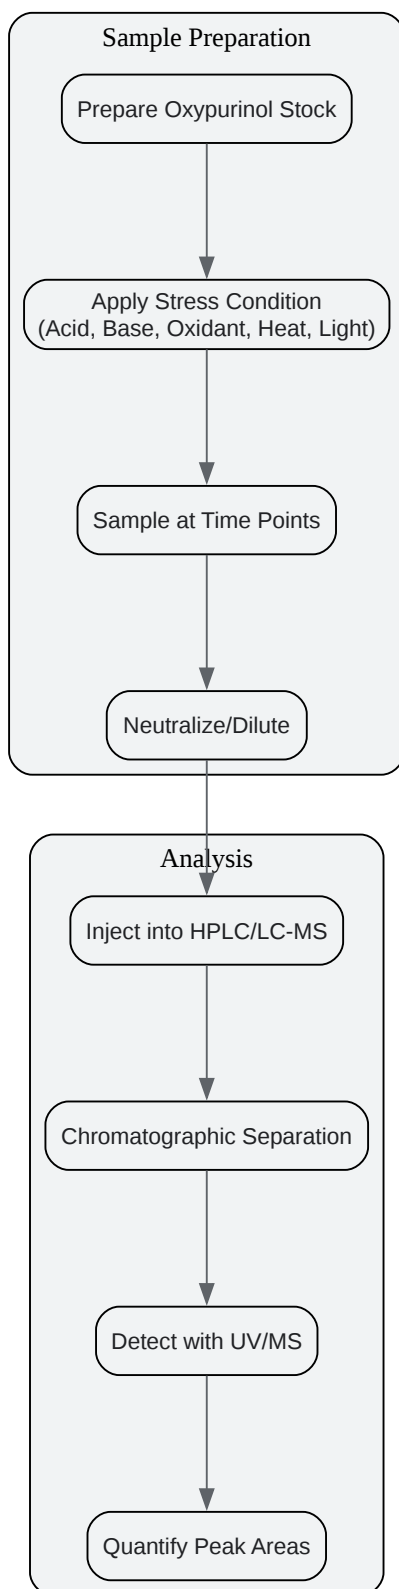 Sample Preparation
Prepare Oxypurinol Stock
Apply Stress Condition
(Acid, Base, Oxidant, Heat, Light)
Sample at Time Points
Neutralize/Dilute
Analysis
Inject into HPLC/LC-MS
Chromatographic Separation
Detect with UV/MS
Quantify Peak Areas